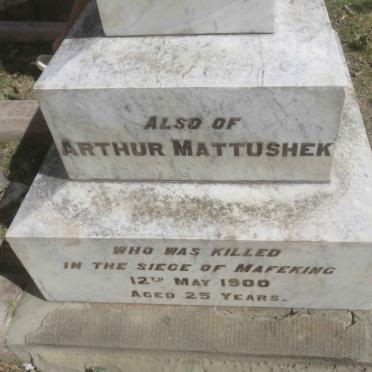 ALSO OF
ARTHUR MATTUSHEK
WHO WAS KILLED
IN THE SIEGE OF MAFEKING
12TH MAY 1900
AGED 25 YEARS.